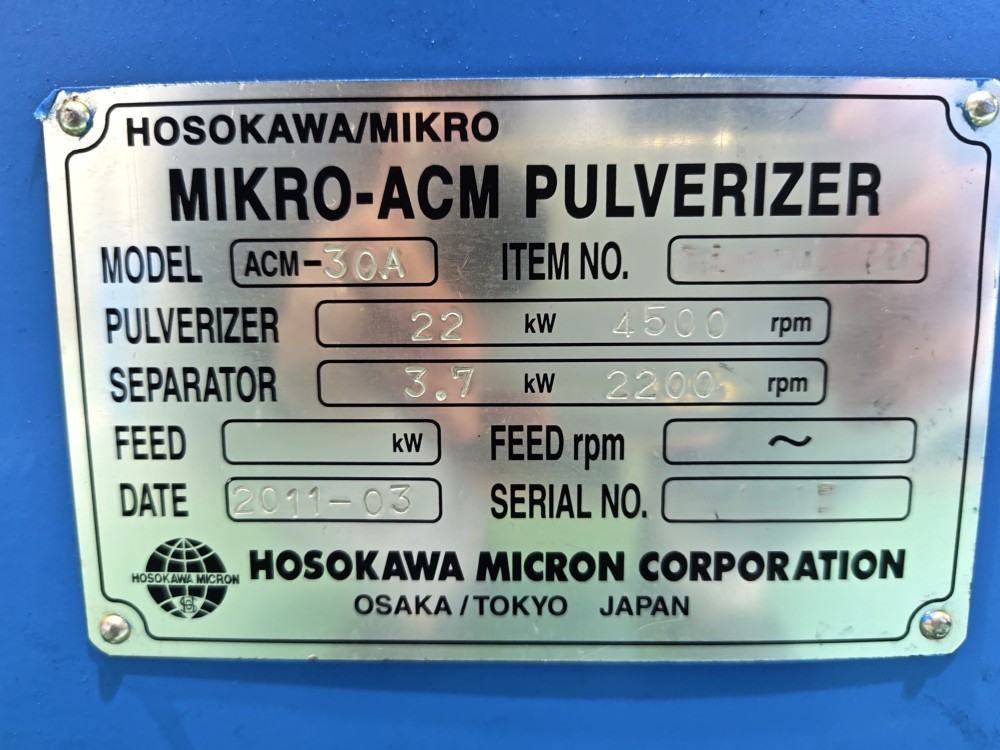 HOSOKAWA/MIKRO
MIKRO-ACM PULVERIZER
MODEL ACM-30A ITEM NO.
PULVERIZER 22 kW 4500 rpm
SEPARATOR 3.7 kW 2200 rpm
FEED kW FEED rpm ~
DATE 2011-03 SERIAL NO.
HOSOKAWA MICRON HOSOKAWA MICRON CORPORATION
OSAKA/TOKYO JAPAN